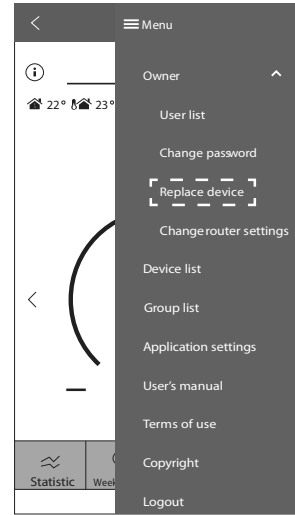 Menu
Owner
22° 23°
User list
Change password
Replace device
Change router settings
Device list
Group list
Application settings
User's manual
Terms of use
Copyright
Statistic Week
Logout